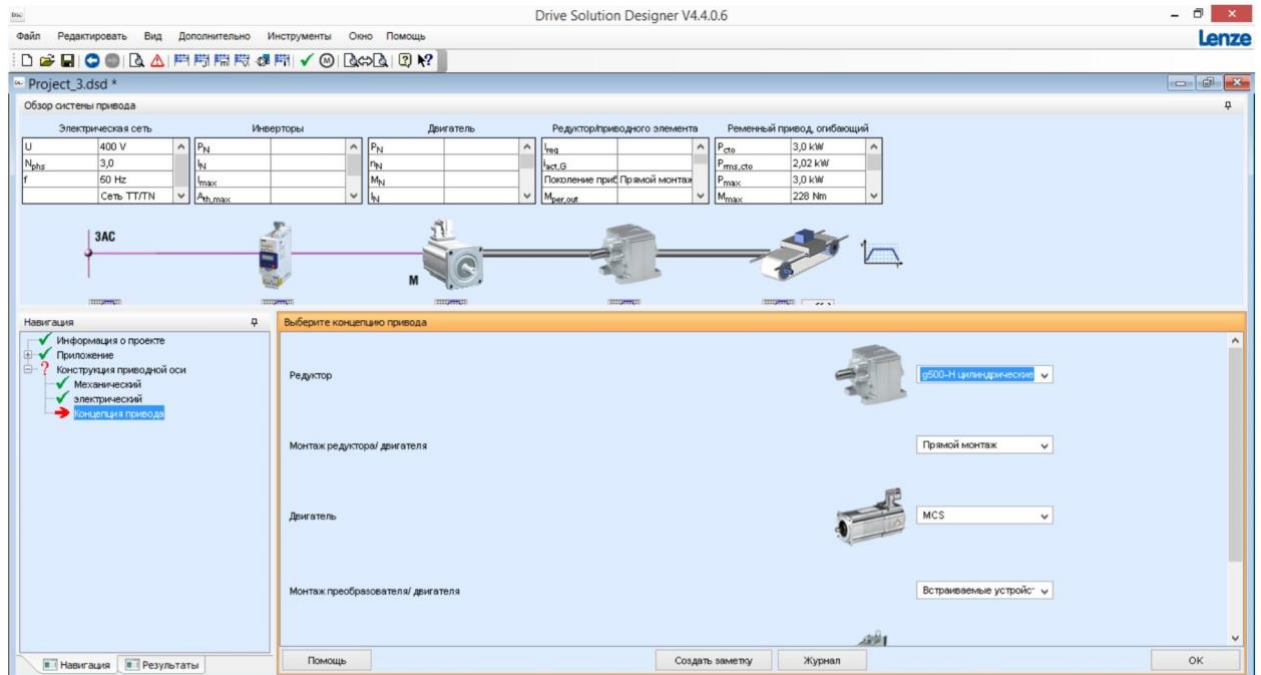 Drive Solution Designer V4.4.0.6
Файл Редактировать Вид Дополнительно Инструменты Окно Помощь
Lenze
Project_3.dsd *
Обзор системы привода
Электрическая сеть Инверторы Двигатель Редуктор/приводного элемента Ременный привод, огибающий
U 400 V PN PN ireq Pcto 3,0 kW
Nphs 3,0 IN nN iact,G Prms,cto 2,02 kW
f 60 Hz Imax MN Поколение приб Прямой монтаж Pmax 3,0 kW
Сеть TT/TN Ath,max IN Mper,out Mmax 228 Nm
3AC
M
Навигация
Информация о проекте
Приложение
Конструкция приводной оси
Механический
электрический
Концепция привода
Выберите концепцию привода
Редуктор g500-H цилиндрические
Монтаж редуктора/ двигателя Прямой монтаж
Двигатель MCS
Монтаж преобразователя/ двигателя Встраиваемые устройс
Навигация Результаты
Помощь Создать заметку Журнал OK